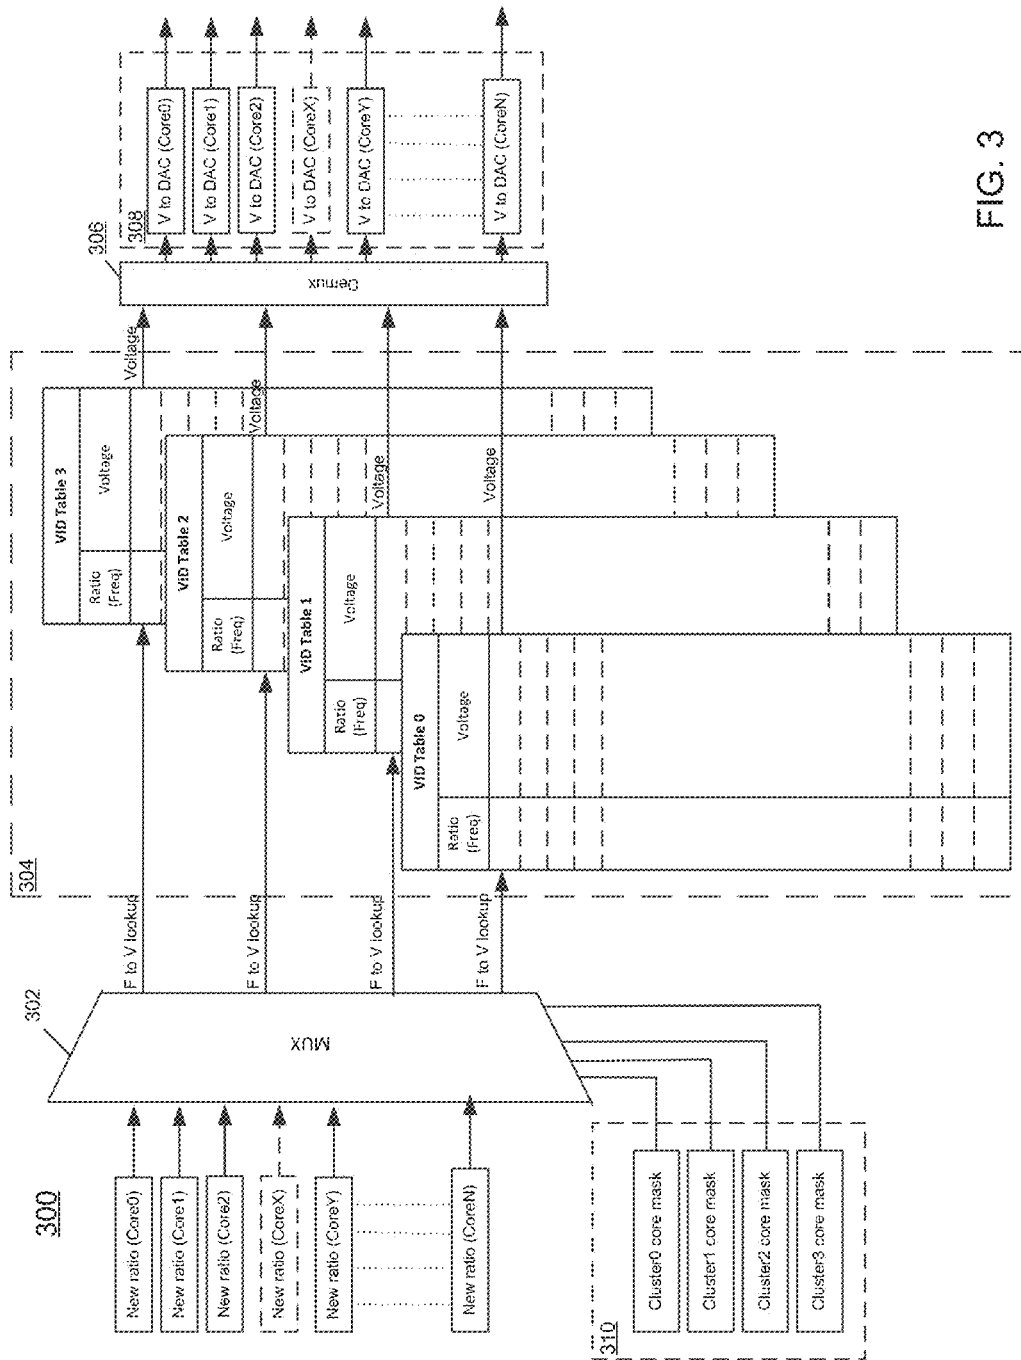 300
New ratio (Core0)
New ratio (Core1)
New ratio (Core2)
New ratio (CoreX)
New ratio (CoreY)
New ratio (CoreN)
310
Cluster0 core mask
Cluster1 core mask
Cluster2 core mask
Cluster3 core mask
302
MUX
F to V lookup
F to V lookup
F to V lookup
F to V lookup
304
VID Table 3
Ratio
(Freq)
Voltage
VID Table 2
Ratio
(Freq)
Voltage
VID Table 1
Ratio
(Freq)
Voltage
VID Table 0
Ratio
(Freq)
Voltage
Voltage
Voltage
Voltage
Voltage
306
Demux
308
V to DAC (Core0)
V to DAC (Core1)
V to DAC (Core2)
V to DAC (CoreX)
V to DAC (CoreY)
V to DAC (CoreN)
FIG. 3